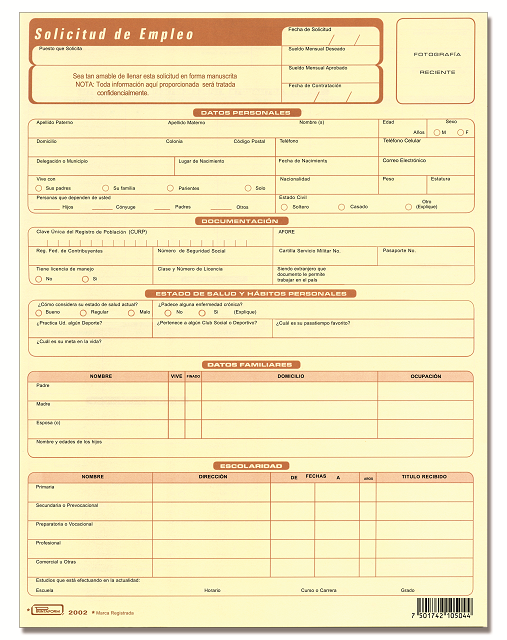 Solicitud de Empleo
Fecha de Solicitud
/ /
Puesto que Solicita
Sueldo Mensual Deseado
Sea tan amable de llenar esta solicitud en forma manuscrita
NOTA: Toda información aquí proporcionada será tratada
confidencialmente.
Sueldo Mensual Aprobado
Fecha de Contratación
/ /
FOTOGRAFÍA
RECIENTE
DATOS PERSONALES
Apellido Paterno Apellido Materno Nombre (s) Edad Sexo
Años M F
Domicilio Colonia Código Postal Teléfono Teléfono Celular
Delegación o Municipio Lugar de Nacimiento Fecha de Nacimiento Correo Electrónico
Vive con Nacionalidad Peso Estatura
Sus padres Su familia Parientes Solo
Personas que dependen de usted Estado Civil
Hijos Cónyuge Padres Otros Soltero Casado Otro (Explique)
DOCUMENTACIÓN
Clave Única del Registro de Población (CURP) AFORE
Reg. Fed. de Contribuyentes Número de Seguridad Social Cartilla Servicio Militar No. Pasaporte No.
Tiene licencia de manejo Clase y Número de Licencia Siendo extranjero que
documento le permite
trabajar en el país
No Si
ESTADO DE SALUD Y HÁBITOS PERSONALES
¿Cómo considera su estado de salud actual? ¿Padece alguna enfermedad crónica?
Bueno Regular Malo No Si (Explique)
¿Practica Ud. algún Deporte? ¿Pertenece a algún Club Social o Deportivo? ¿Cuál es su pasatiempo favorito?
¿Cuál es su meta en la vida?
DATOS FAMILIARES
NOMBRE VIVE FINADO DOMICILIO OCUPACIÓN
Padre
Madre
Esposa (o)
Nombre y edades de los hijos
ESCOLARIDAD
NOMBRE DIRECCIÓN DE FECHAS A AÑOS TITULO RECIBIDO
Primaria
Secundaria o Prevocacional
Preparatoria o Vocacional
Profesional
Comercial u Otras
Estudios que está efectuando en la actualidad:
Escuela Horario Curso o Carrera Grado
* PRINTAFORM 2002 * Marca Registrada
7 501742 105044